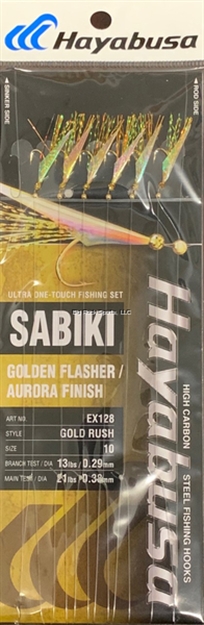 Hayabusa
SINKER SIDE
ROD SIDE
ULTRA ONE-TOUCH FISHING SET
SABIKI
GOLDEN FLASHER /
AURORA FINISH
ART NO. EX128
STYLE GOLD RUSH
SIZE 10
BRANCH TEST / DIA 13lbs / 0.29mm
MAIN TEST / DIA 21lbs / 0.38mm
Hayabusa
HIGH CARBON STEEL FISHING HOOKS